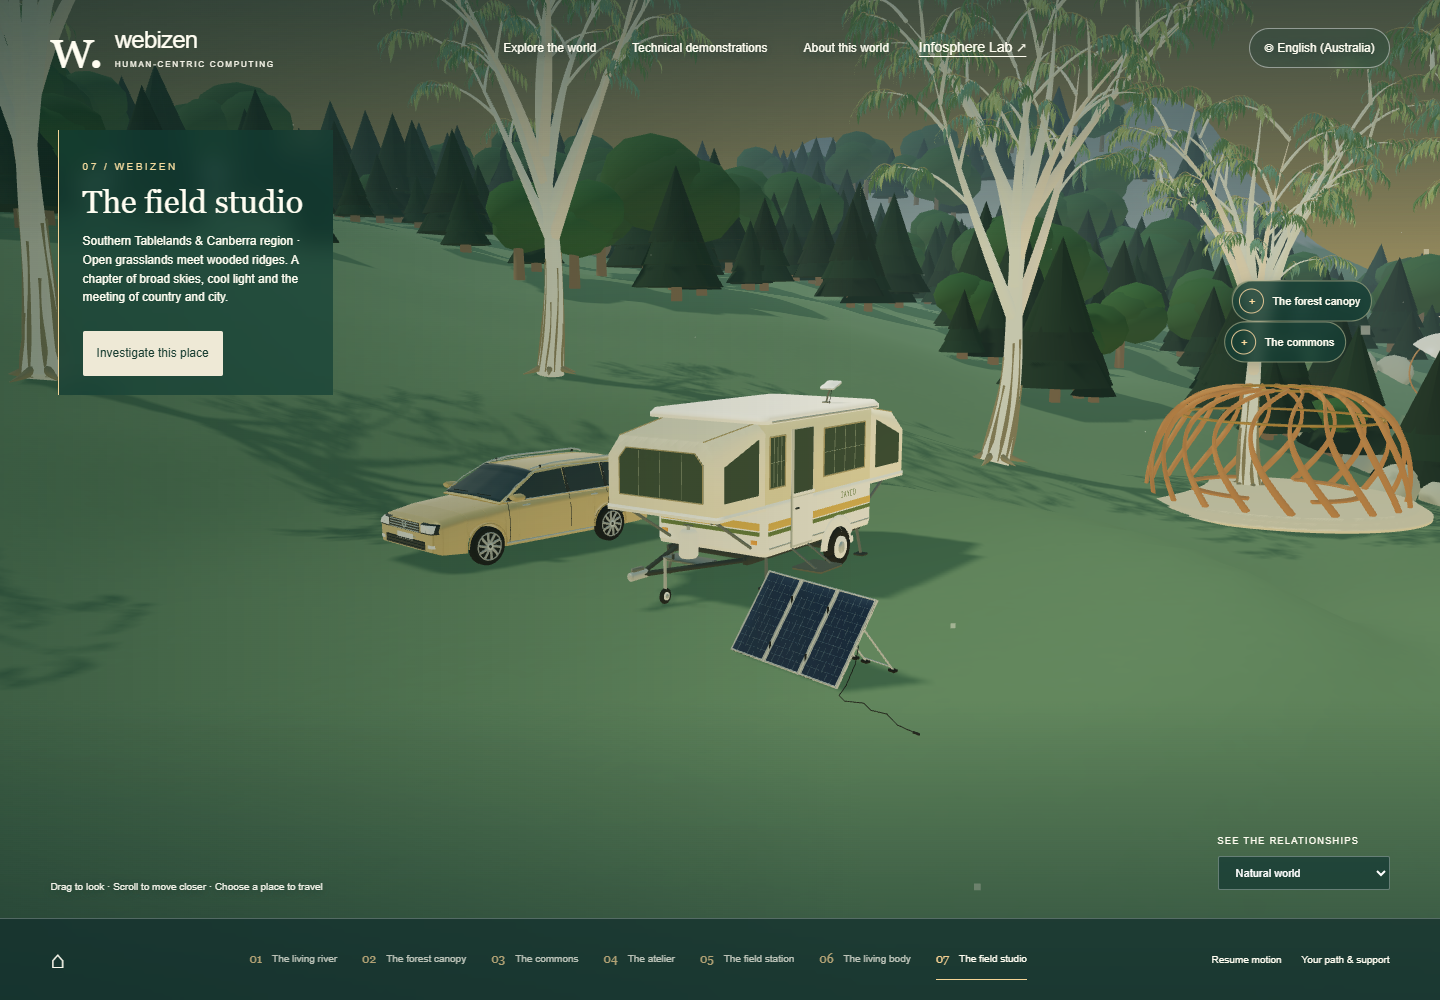 w.
webizen
HUMAN-CENTRIC COMPUTING
Explore the world
Technical demonstrations
About this world
Infosphere Lab ↗
English (Australia)
07 / WEBIZEN
The field studio
Southern Tablelands & Canberra region ·
Open grasslands meet wooded ridges. A
chapter of broad skies, cool light and the
meeting of country and city.
Investigate this place
+ The forest canopy
+ The commons
JAYCO
SEE THE RELATIONSHIPS
Natural world
Drag to look · Scroll to move closer · Choose a place to travel
01 The living river
02 The forest canopy
03 The commons
04 The atelier
05 The field station
06 The living body
07 The field studio
Resume motion
Your path & support